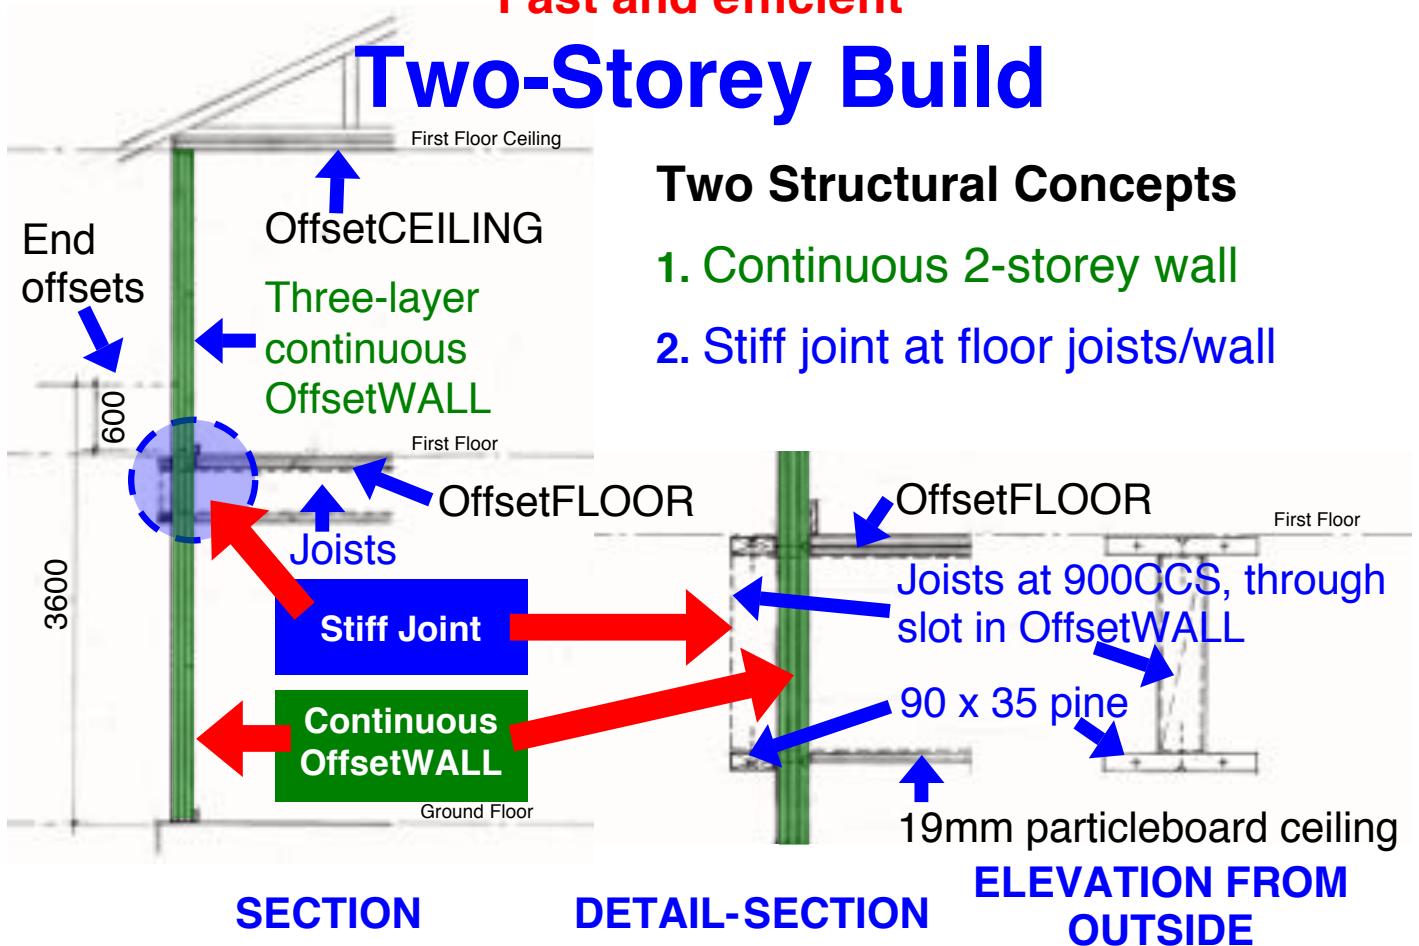 Fast and efficient
Two-Storey Build
First Floor Ceiling
Two Structural Concepts
OffsetCEILING
End
offsets
1. Continuous 2-storey wall
Three-layer
continuous
OffsetWALL
2. Stiff joint at floor joists/wall
600
First Floor
OffsetFLOOR
Joists
3600
Stiff Joint
Continuous
OffsetWALL
Ground Floor
OffsetFLOOR
First Floor
Joists at 900CCS, through
slot in OffsetWALL
90 x 35 pine
19mm particleboard ceiling
SECTION
DETAIL-SECTION
ELEVATION FROM
OUTSIDE